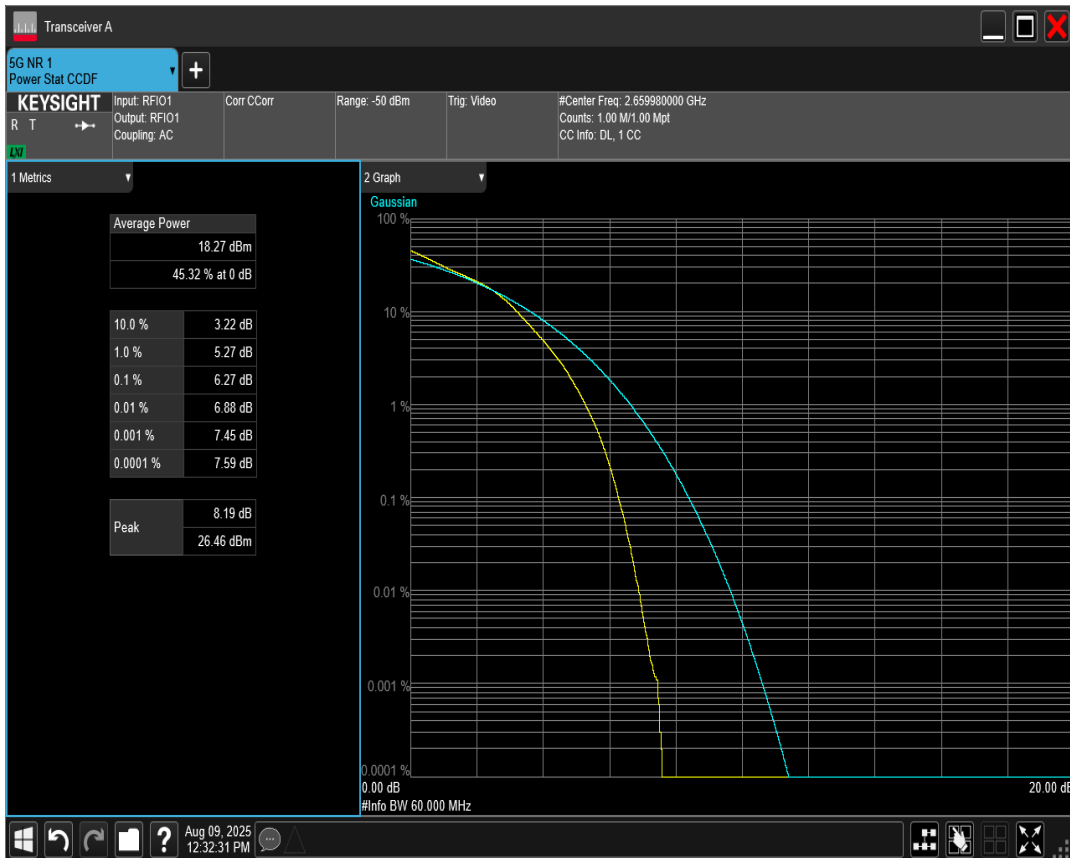 Transceiver A
5G NR 1
Power Stat CCDF
KEYSIGHT
R T
LXI
Input: RFIO1
Output: RFIO1
Coupling: AC
Corr CCorr
Range: -50 dBm
Trig: Video
#Center Freq: 2.659980000 GHz
Counts: 1.00 M/1.00 Mpt
CC Info: DL, 1 CC
1 Metrics
Average Power
18.27 dBm
45.32 % at 0 dB
10.0 % 3.22 dB
1.0 % 5.27 dB
0.1 % 6.27 dB
0.01 % 6.88 dB
0.001 % 7.45 dB
0.0001 % 7.59 dB
Peak 8.19 dB
26.46 dBm
2 Graph
Gaussian
100 %
10 %
1 %
0.1 %
0.01 %
0.001 %
0.0001 %
0.00 dB 20.00 dB
#Info BW 60.000 MHz
Aug 09, 2025
12:32:31 PM